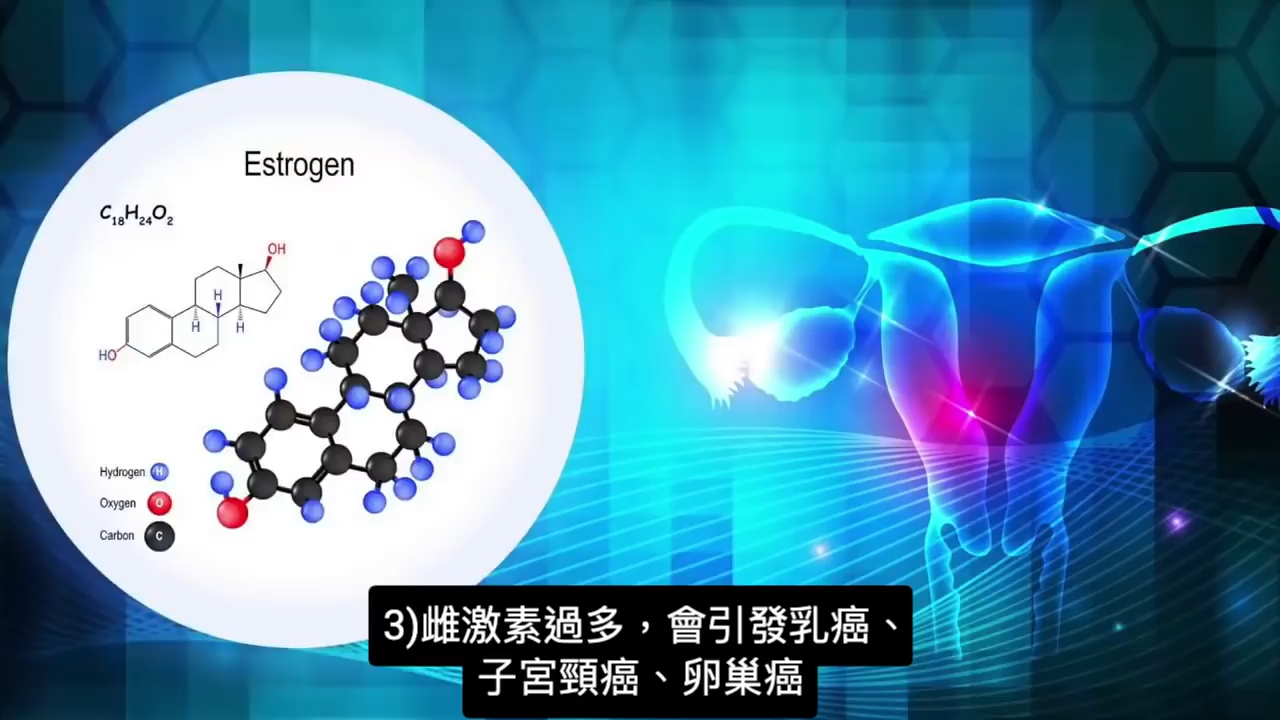 Estrogen
C18H24O2
OH
H
H
H
HO
Hydrogen H
Oxygen O
Carbon C
3)雌激素過多，會引發乳癌、
子宮頸癌、卵巢癌